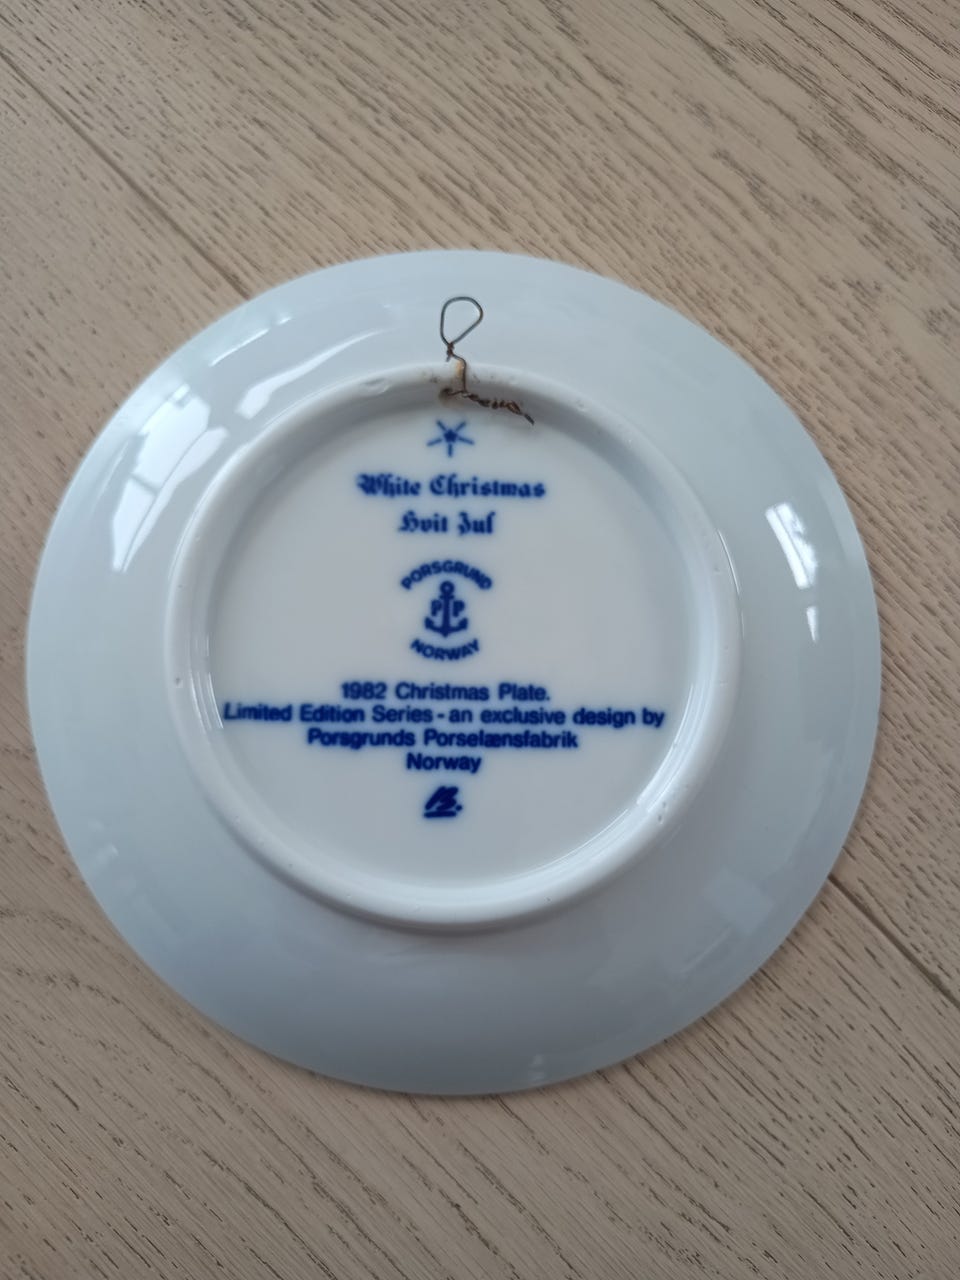 White Christmas
Hvit Jul
PORSGRUND
P P
NORWAY
1982 Christmas Plate.
Limited Edition Series - an exclusive design by
Porsgrunds Porselænsfabrik
Norway